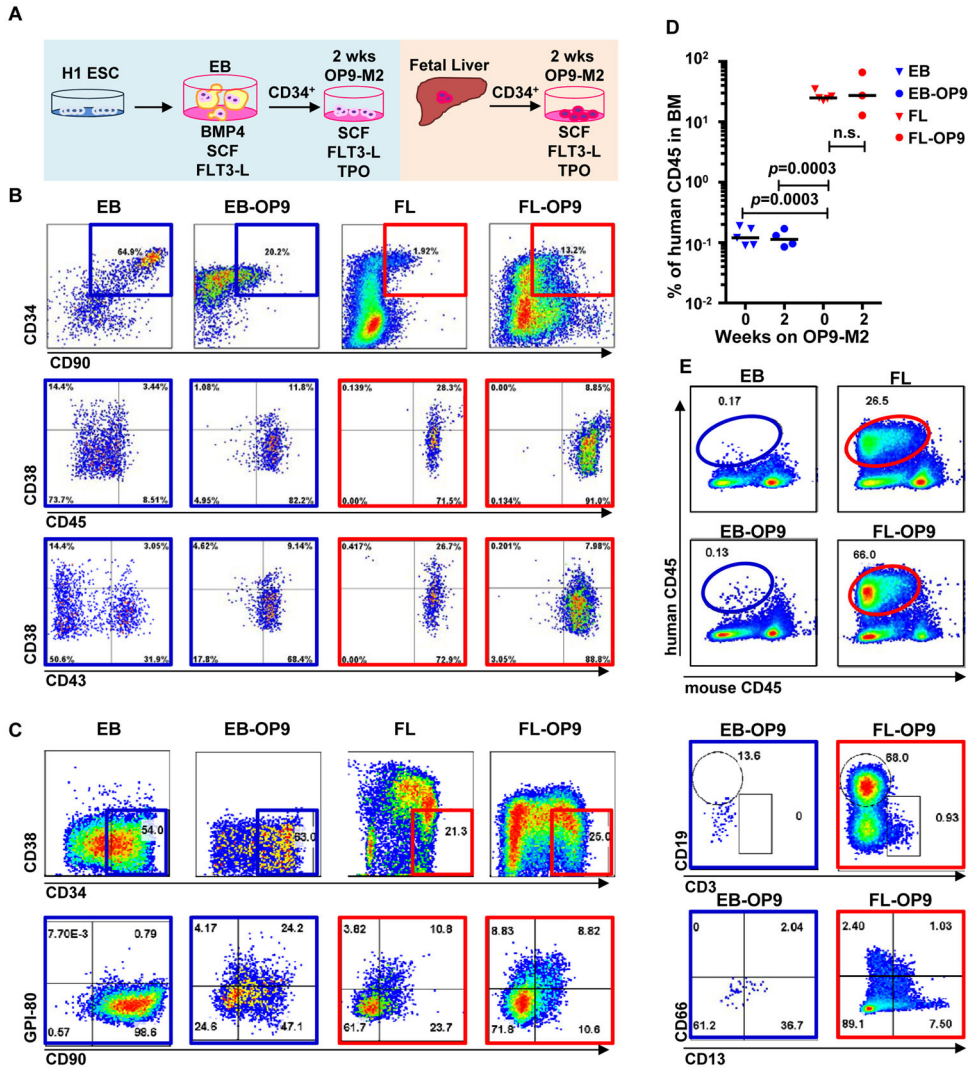 A
H1 ESC
EB
BMP4
SCF
FLT3-L
CD34+
2 wks
OP9-M2
SCF
FLT3-L
TPO
Fetal Liver
CD34+
2 wks
OP9-M2
SCF
FLT3-L
TPO
B
EB
EB-OP9
FL
FL-OP9
64.9%
20.2%
1.92%
13.2%
CD34
CD90
14.4%
3.44%
1.08%
11.8%
0.139%
28.3%
0.00%
8.85%
CD38
73.7%
8.51%
4.95%
82.2%
0.00%
71.5%
0.134%
91.0%
CD45
14.4%
3.05%
4.62%
9.14%
0.417%
26.7%
0.201%
7.98%
CD38
50.6%
31.9%
17.8%
68.4%
0.00%
72.9%
3.05%
88.8%
CD43
C
EB
EB-OP9
FL
FL-OP9
54.0
63.0
21.3
25.0
CD38
CD34
7.70E-3
0.79
4.17
24.2
3.82
10.8
8.83
8.82
GPI-80
0.57
98.6
24.6
47.1
61.7
23.7
71.8
10.6
CD90
D
% of human CD45 in BM
10²
10¹
10⁰
10⁻¹
10⁻²
EB
EB-OP9
FL
FL-OP9
n.s.
p=0.0003
p=0.0003
0
2
0
2
Weeks on OP9-M2
E
EB
FL
0.17
26.5
EB-OP9
FL-OP9
0.13
66.0
human CD45
mouse CD45
EB-OP9
FL-OP9
13.6
68.0
0
0.93
CD19
CD3
EB-OP9
FL-OP9
0
2.04
2.40
1.03
CD66
61.2
36.7
89.1
7.50
CD13